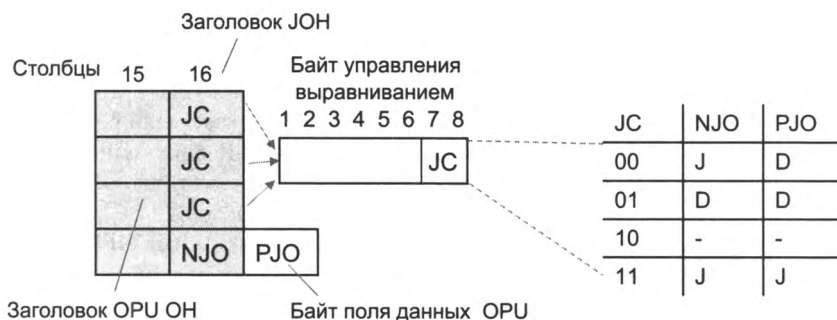 Заголовок JOH
Столбцы 15 16
Байт управления
выравниванием
1 2 3 4 5 6 7 8
JC
JC
JC
NJO PJO
JC
Заголовок OPU OH
Байт поля данных OPU
JC NJO PJO
00 J D
01 D D
10 - -
11 J J